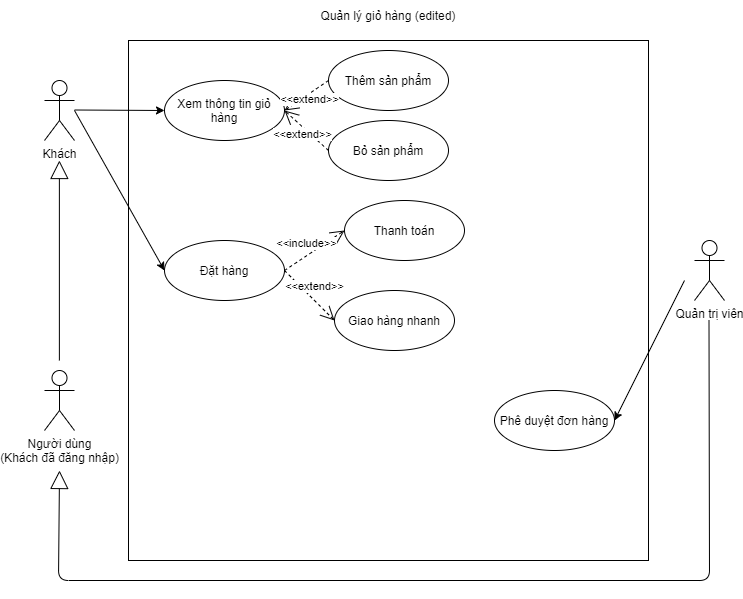 Quản lý giỏ hàng (edited)
Thêm sản phẩm
Xem thông tin giỏ
hàng
<<extend>>
<<extend>>
Bỏ sản phẩm
Khách
Thanh toán
<<include>>
Đặt hàng
<<extend>>
Giao hàng nhanh
Quản trị viên
Phê duyệt đơn hàng
Người dùng
(Khách đã đăng nhập)